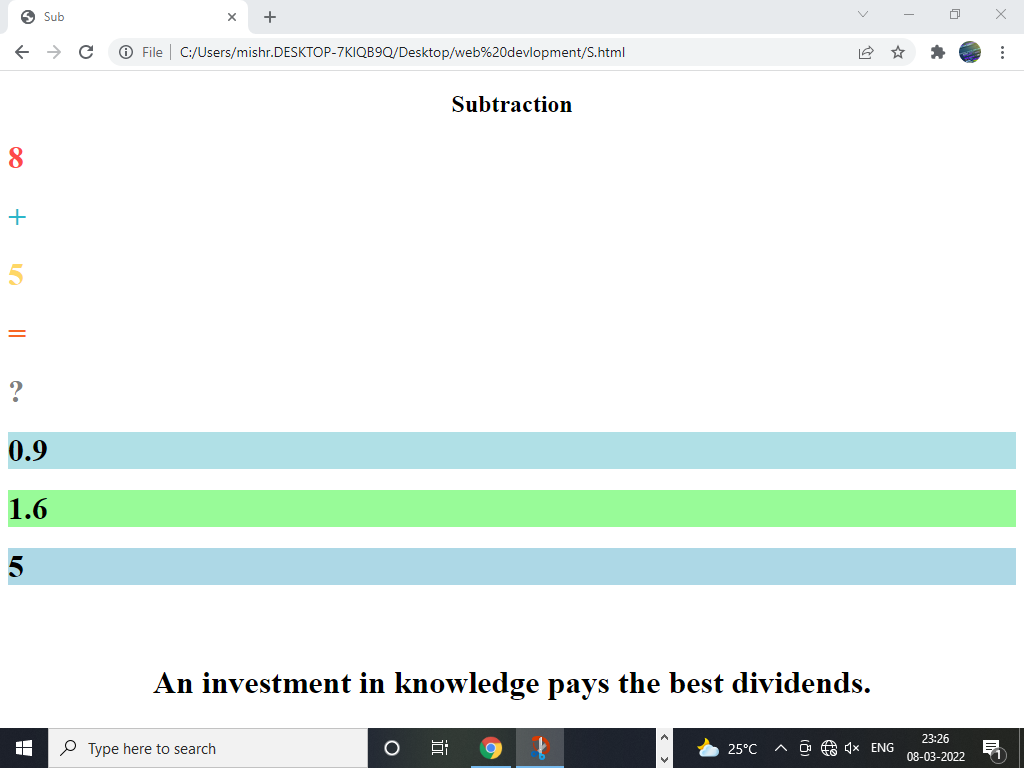 Sub
File
C:/Users/mishr.DESKTOP-7KIQB9Q/Desktop/web%20devlopment/S.html
Subtraction
8
+
5
=
?
0.9
1.6
5
An investment in knowledge pays the best dividends.
Type here to search
25°C
ENG
23:26
08-03-2022
1